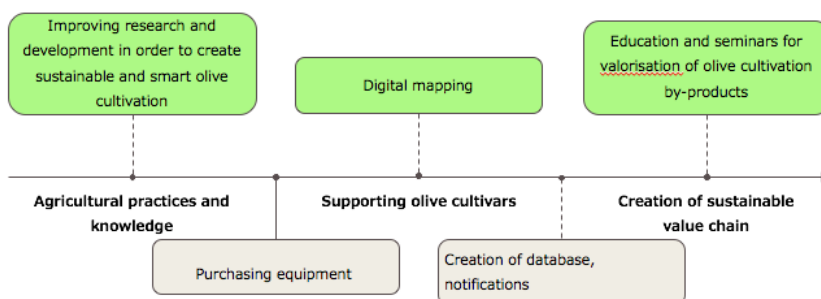 Improving research and
development in order to create
sustainable and smart olive
cultivation
Digital mapping
Education and seminars for
valorisation of olive cultivation
by-products
Agricultural practices and
knowledge
Supporting olive cultivars
Creation of sustainable
value chain
Purchasing equipment
Creation of database,
notifications